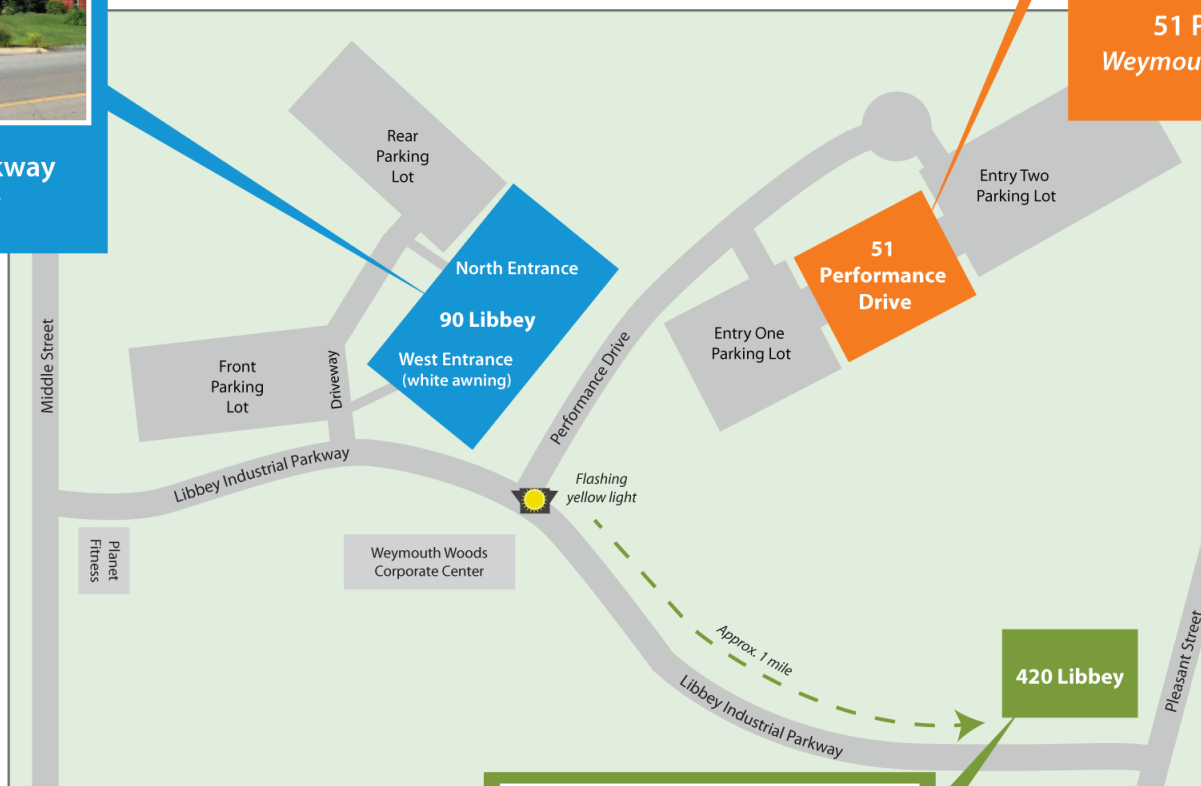 51
Weymou
kway
Rear
Parking
Lot
Entry Two
Parking Lot
51
Performance
Drive
North Entrance
90 Libbey
West Entrance
(white awning)
Entry One
Parking Lot
Middle Street
Front
Parking
Lot
Driveway
Performance Drive
Libbey Industrial Parkway
Flashing
yellow light
Planet
Fitness
Weymouth Woods
Corporate Center
Approx. 1 mile
420 Libbey
Pleasant Street
Libbey Industrial Parkway